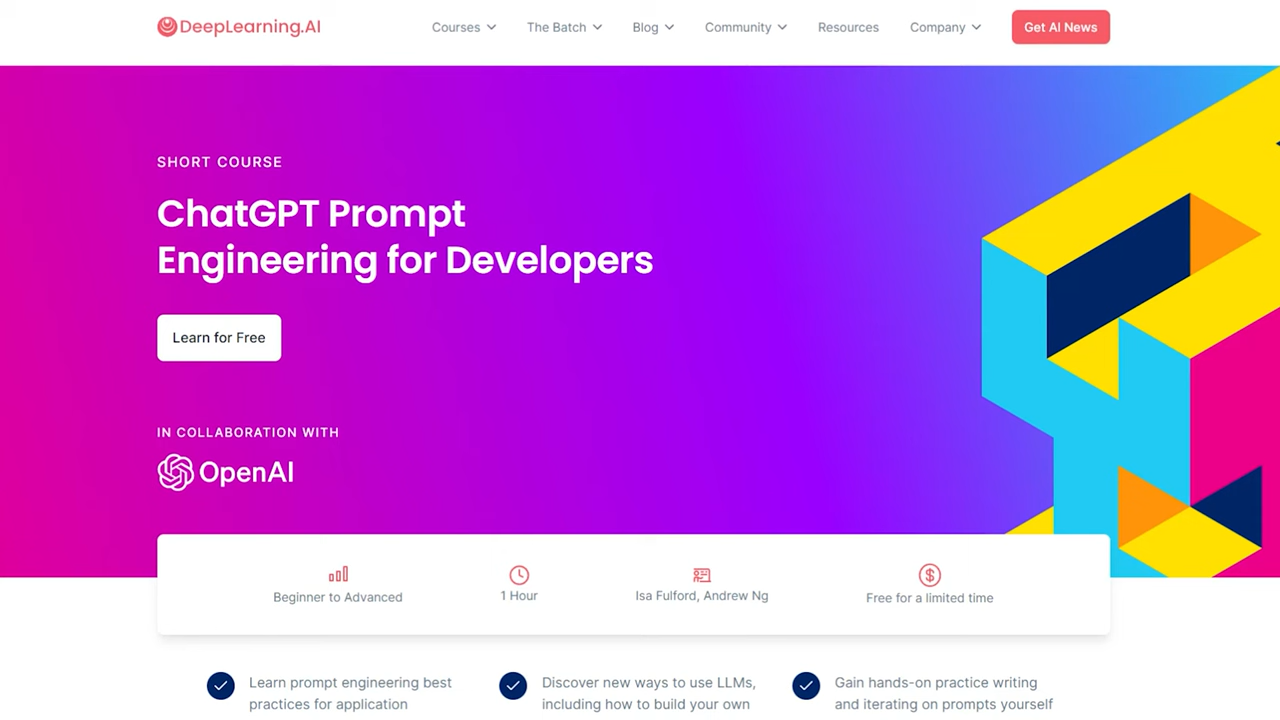 DeepLearning.AI
Courses
The Batch
Blog
Community
Resources
Company
Get AI News
SHORT COURSE
ChatGPT Prompt
Engineering for Developers
Learn for Free
IN COLLABORATION WITH
OpenAI
Beginner to Advanced
1 Hour
Isa Fulford, Andrew Ng
Free for a limited time
Learn prompt engineering best
practices for application
Discover new ways to use LLMs,
including how to build your own
Gain hands-on practice writing
and iterating on prompts yourself